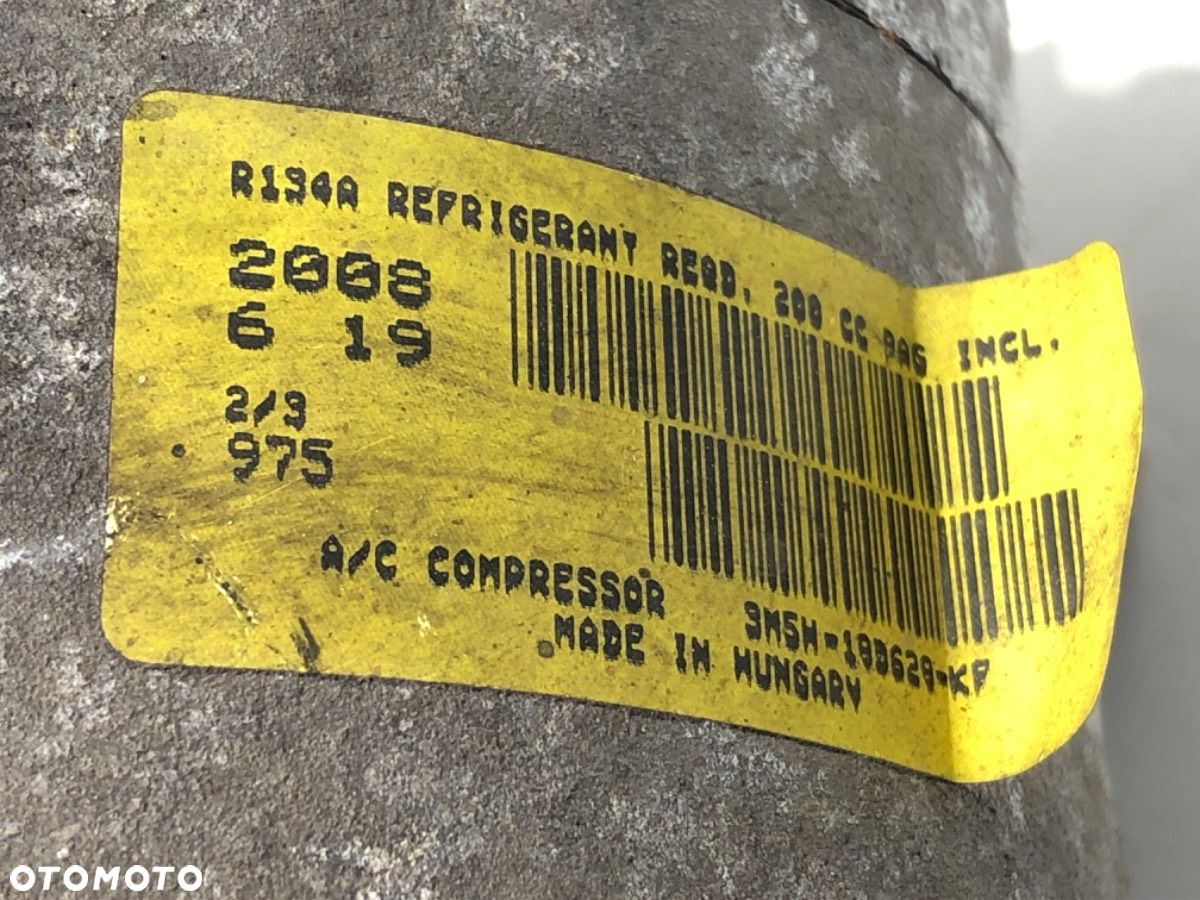 R134A REFRIGERANT REQD. 200 CC PAG INCL.
2008
6 19
2/3
975
A/C COMPRESSOR 3M5H-19D629-KP
MADE IN HUNGARY
OTOMOTO